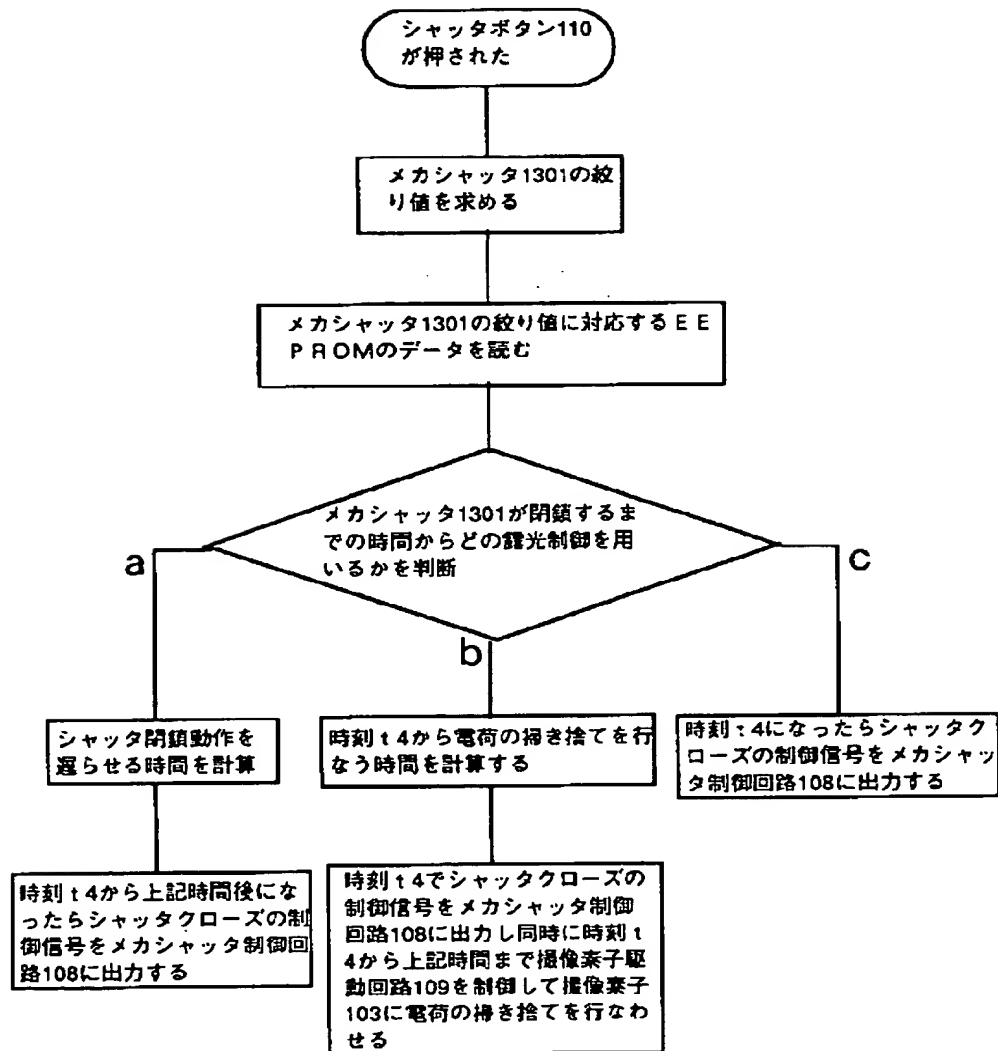 シャッタボタン110
が押された
メカシャッタ1301の絞
り値を求める
メカシャッタ1301の絞り値に対応するEE
PROMのデータを読む
メカシャッタ1301が閉鎖するま
での時間からどの露光制御を用
いるかを判断
a
b
c
シャッタ閉鎖動作を
遅らせる時間を計算
時刻t4から電荷の掃き捨てを行
なう時間を計算する
時刻t4になったらシャッタク
ローズの制御信号をメカシャッ
タ制御回路108に出力する
時刻t4から上記時間後にな
ったらシャッタクローズの制
御信号をメカシャッタ制御回
路108に出力する
時刻t4でシャッタクローズの
制御信号をメカシャッタ制御
回路108に出力し同時に時刻t
4から上記時間まで撮像素子駆
動回路109を制御して撮像素子
103に電荷の掃き捨てを行なわ
せる